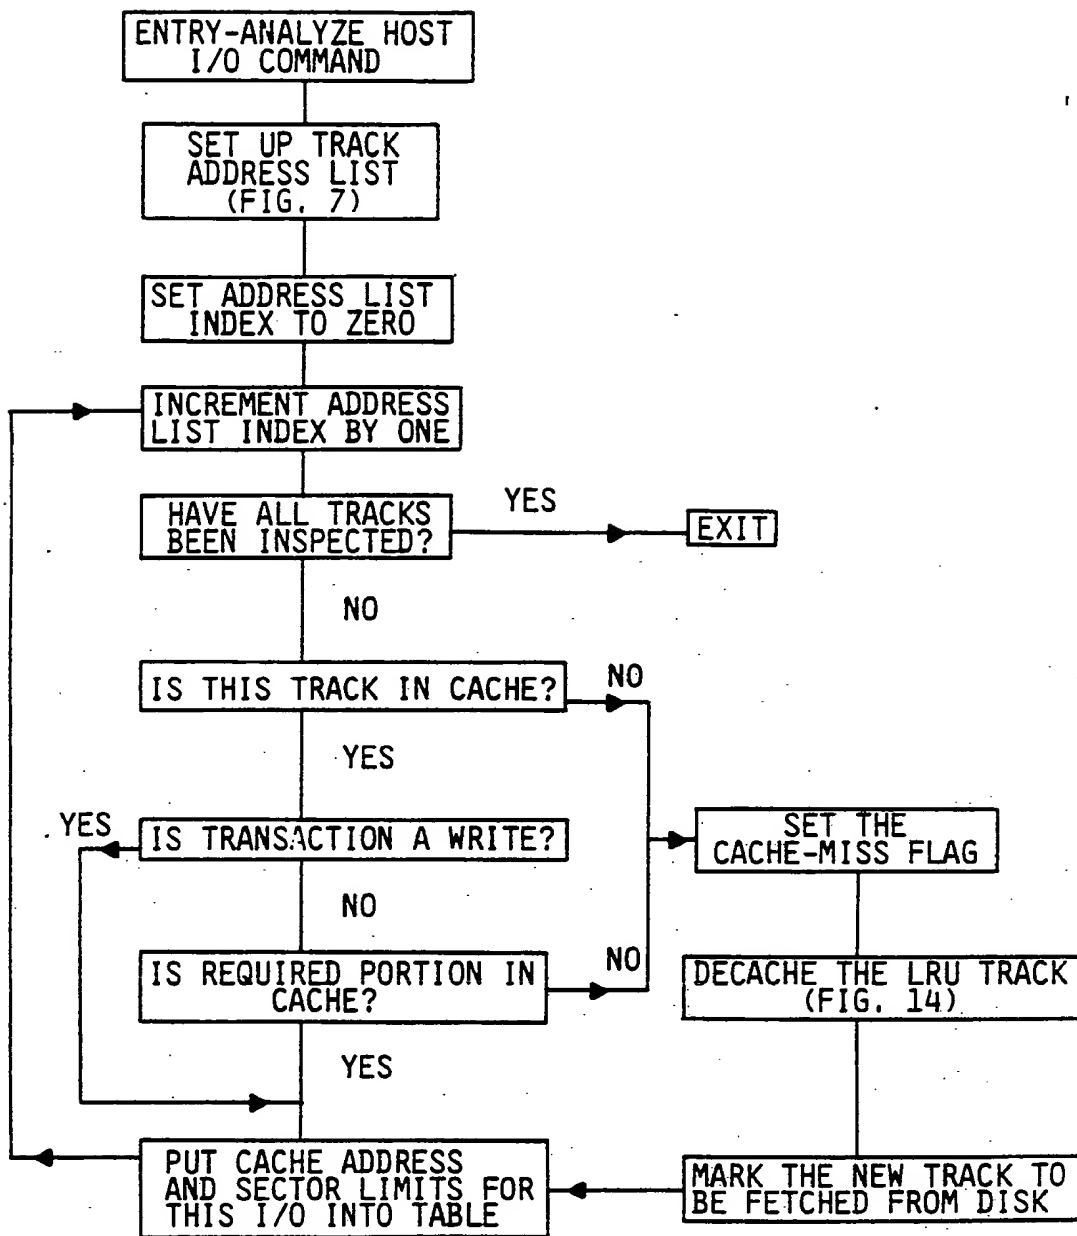 ENTRY-ANALYZE HOST
I/O COMMAND
SET UP TRACK
ADDRESS LIST
(FIG. 7)
SET ADDRESS LIST
INDEX TO ZERO
INCREMENT ADDRESS
LIST INDEX BY ONE
HAVE ALL TRACKS
BEEN INSPECTED?
YES
EXIT
NO
IS THIS TRACK IN CACHE?
NO
YES
YES
IS TRANSACTION A WRITE?
SET THE
CACHE-MISS FLAG
NO
IS REQUIRED PORTION IN
CACHE?
NO
DECACHE THE LRU TRACK
(FIG. 14)
YES
PUT CACHE ADDRESS
AND SECTOR LIMITS FOR
THIS I/O INTO TABLE
MARK THE NEW TRACK TO
BE FETCHED FROM DISK